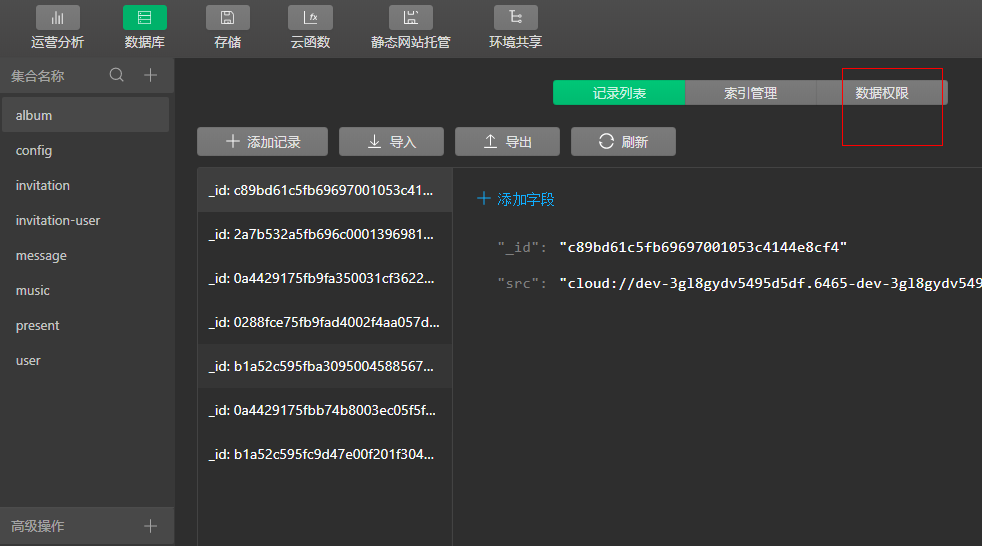 运营分析 数据库 存储 云函数 静态网站托管 环境共享
集合名称
album
config
invitation
invitation-user
message
music
present
user
高级操作
记录列表 索引管理 数据权限
添加记录 导入 导出 刷新
_id: c89bd61c5fb69697001053c41...
_id: 2a7b532a5fb696c0001396981...
_id: 0a4429175fb9fa350031cf3622...
_id: 0288fce75fb9fad4002f4aa057d...
_id: b1a52c595fba3095004588567...
_id: 0a4429175fbb74b8003ec05f5f...
_id: b1a52c595fc9d47e00f201f304...
添加字段
"_id": "c89bd61c5fb69697001053c4144e8cf4"
"src": "cloud://dev-3gl8gydv5495d5df.6465-dev-3gl8gydv549